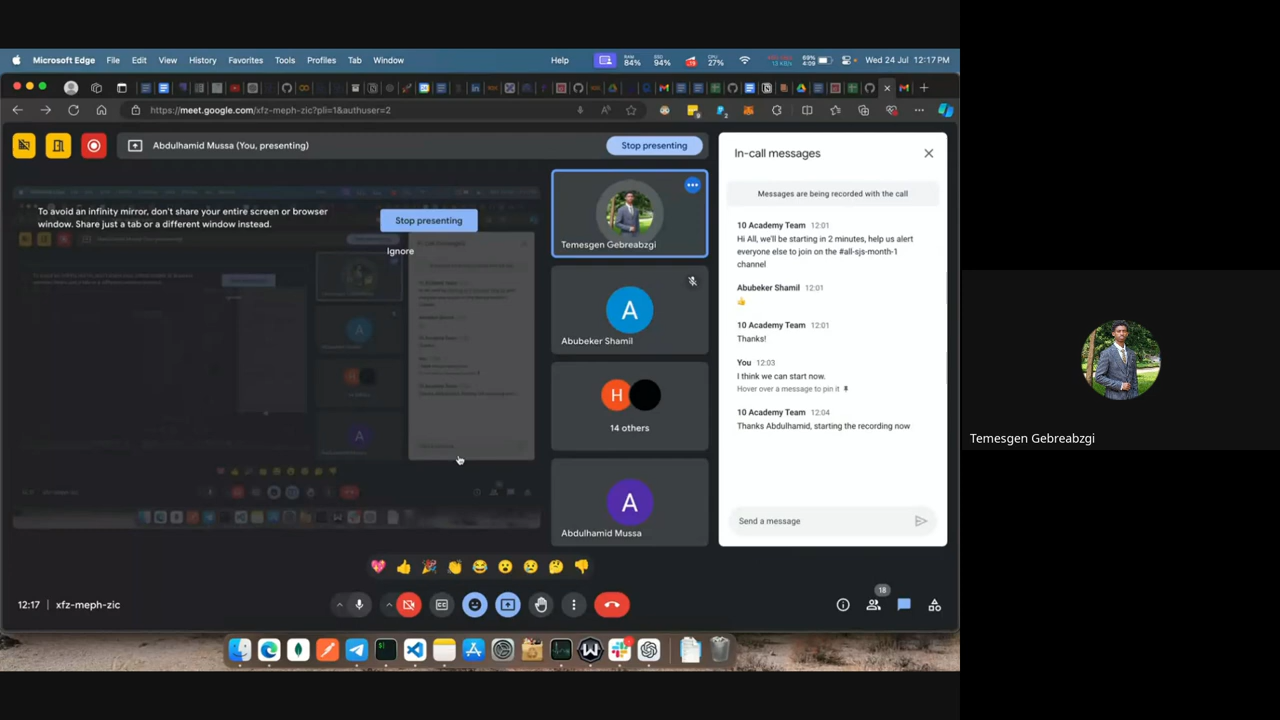 Microsoft Edge File Edit View History Favorites Tools Profiles Tab Window Help
84% 94% 27% 69% 4:09 Wed 24 Jul 12:17 PM
https://meet.google.com/xfz-meph-zic?pli=1&authuser=2
Abdulhamid Mussa (You, presenting)
Stop presenting
To avoid an infinity mirror, don't share your entire screen or browser
window. Share just a tab or a different window instead.
Stop presenting
Ignore
Temesgen Gebreabzgi
A
Abubeker Shamil
H
14 others
A
Abdulhamid Mussa
In-call messages
Messages are being recorded with the call
10 Academy Team 12:01
Hi All, we'll be starting in 2 minutes, help us alert
everyone else to join on the #all-sjs-month-1
channel
Abubeker Shamil 12:01
👍
10 Academy Team 12:01
Thanks!
You 12:03
I think we can start now.
Hover over a message to pin it
10 Academy Team 12:04
Thanks Abdulhamid, starting the recording now
Send a message
12:17 | xfz-meph-zic
18
Temesgen Gebreabzgi